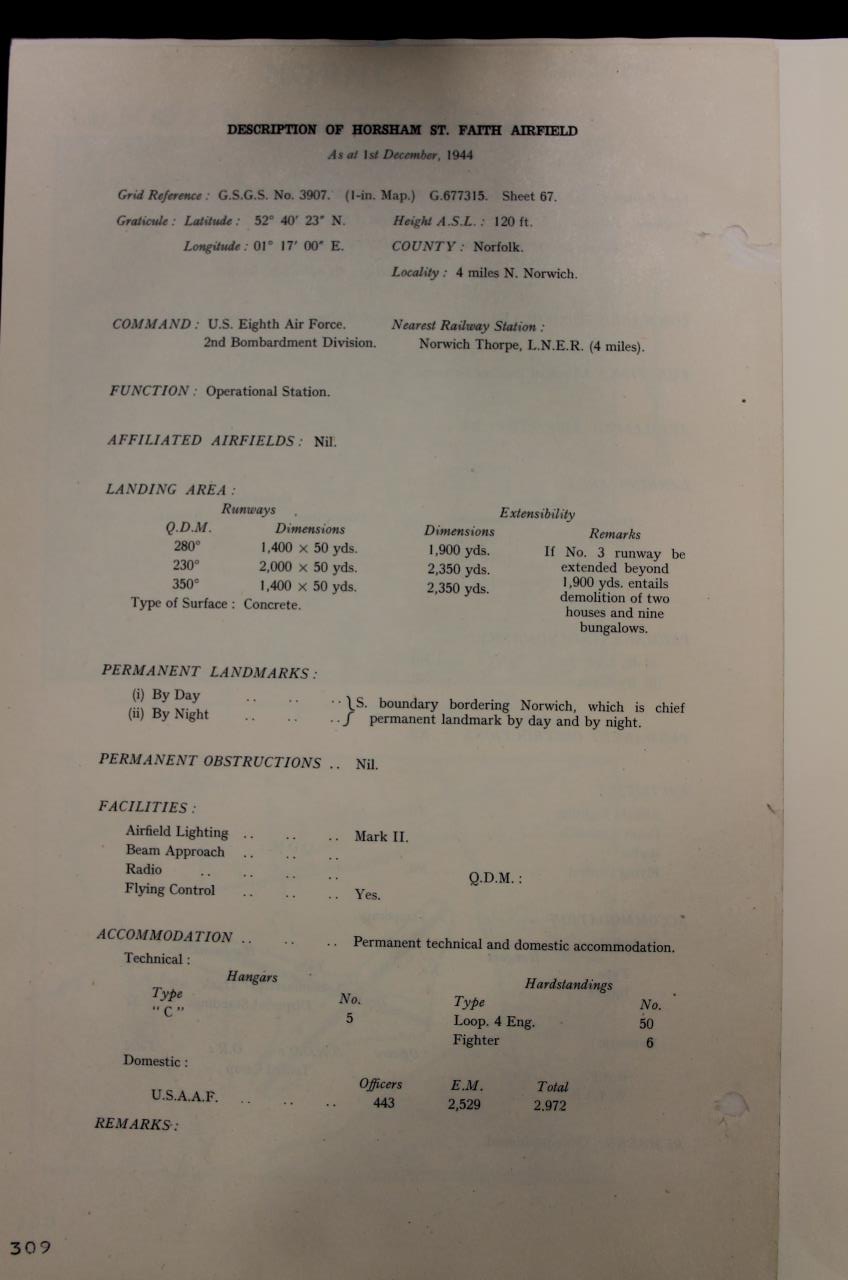 DESCRIPTION OF HORSHAM ST. FAITH AIRFIELD
As at 1st December, 1944
Grid Reference : G.S.G.S. No. 3907. (1-in. Map.) G.677315. Sheet 67.
Graticule : Latitude : 52° 40′ 23″ N. Height A.S.L. : 120 ft.
Longitude : 01° 17′ 00″ E. COUNTY : Norfolk.
Locality : 4 miles N. Norwich.
COMMAND : U.S. Eighth Air Force. Nearest Railway Station :
2nd Bombardment Division. Norwich Thorpe, L.N.E.R. (4 miles).
FUNCTION : Operational Station.
AFFILIATED AIRFIELDS : Nil.
LANDING AREA :
Runways Extensibility
Q.D.M. Dimensions Dimensions Remarks
280° 1,400 × 50 yds. 1,900 yds. If No. 3 runway be
230° 2,000 × 50 yds. 2,350 yds. extended beyond
350° 1,400 × 50 yds. 2,350 yds. 1,900 yds. entails
Type of Surface : Concrete. demolition of two
houses and nine
bungalows.
PERMANENT LANDMARKS :
(i) By Day .. .. .. } S. boundary bordering Norwich, which is chief
(ii) By Night .. .. .. } permanent landmark by day and by night.
PERMANENT OBSTRUCTIONS .. Nil.
FACILITIES :
Airfield Lighting .. .. .. Mark II.
Beam Approach .. .. ..
Radio .. .. .. .. Q.D.M. :
Flying Control .. .. .. Yes.
ACCOMMODATION .. .. .. Permanent technical and domestic accommodation.
Technical :
Hangars Hardstandings
Type No. Type No.
" C " 5 Loop. 4 Eng. 50
Fighter 6
Domestic :
Officers E.M. Total
U.S.A.A.F. .. .. .. 443 2,529 2.972
REMARKS :
309